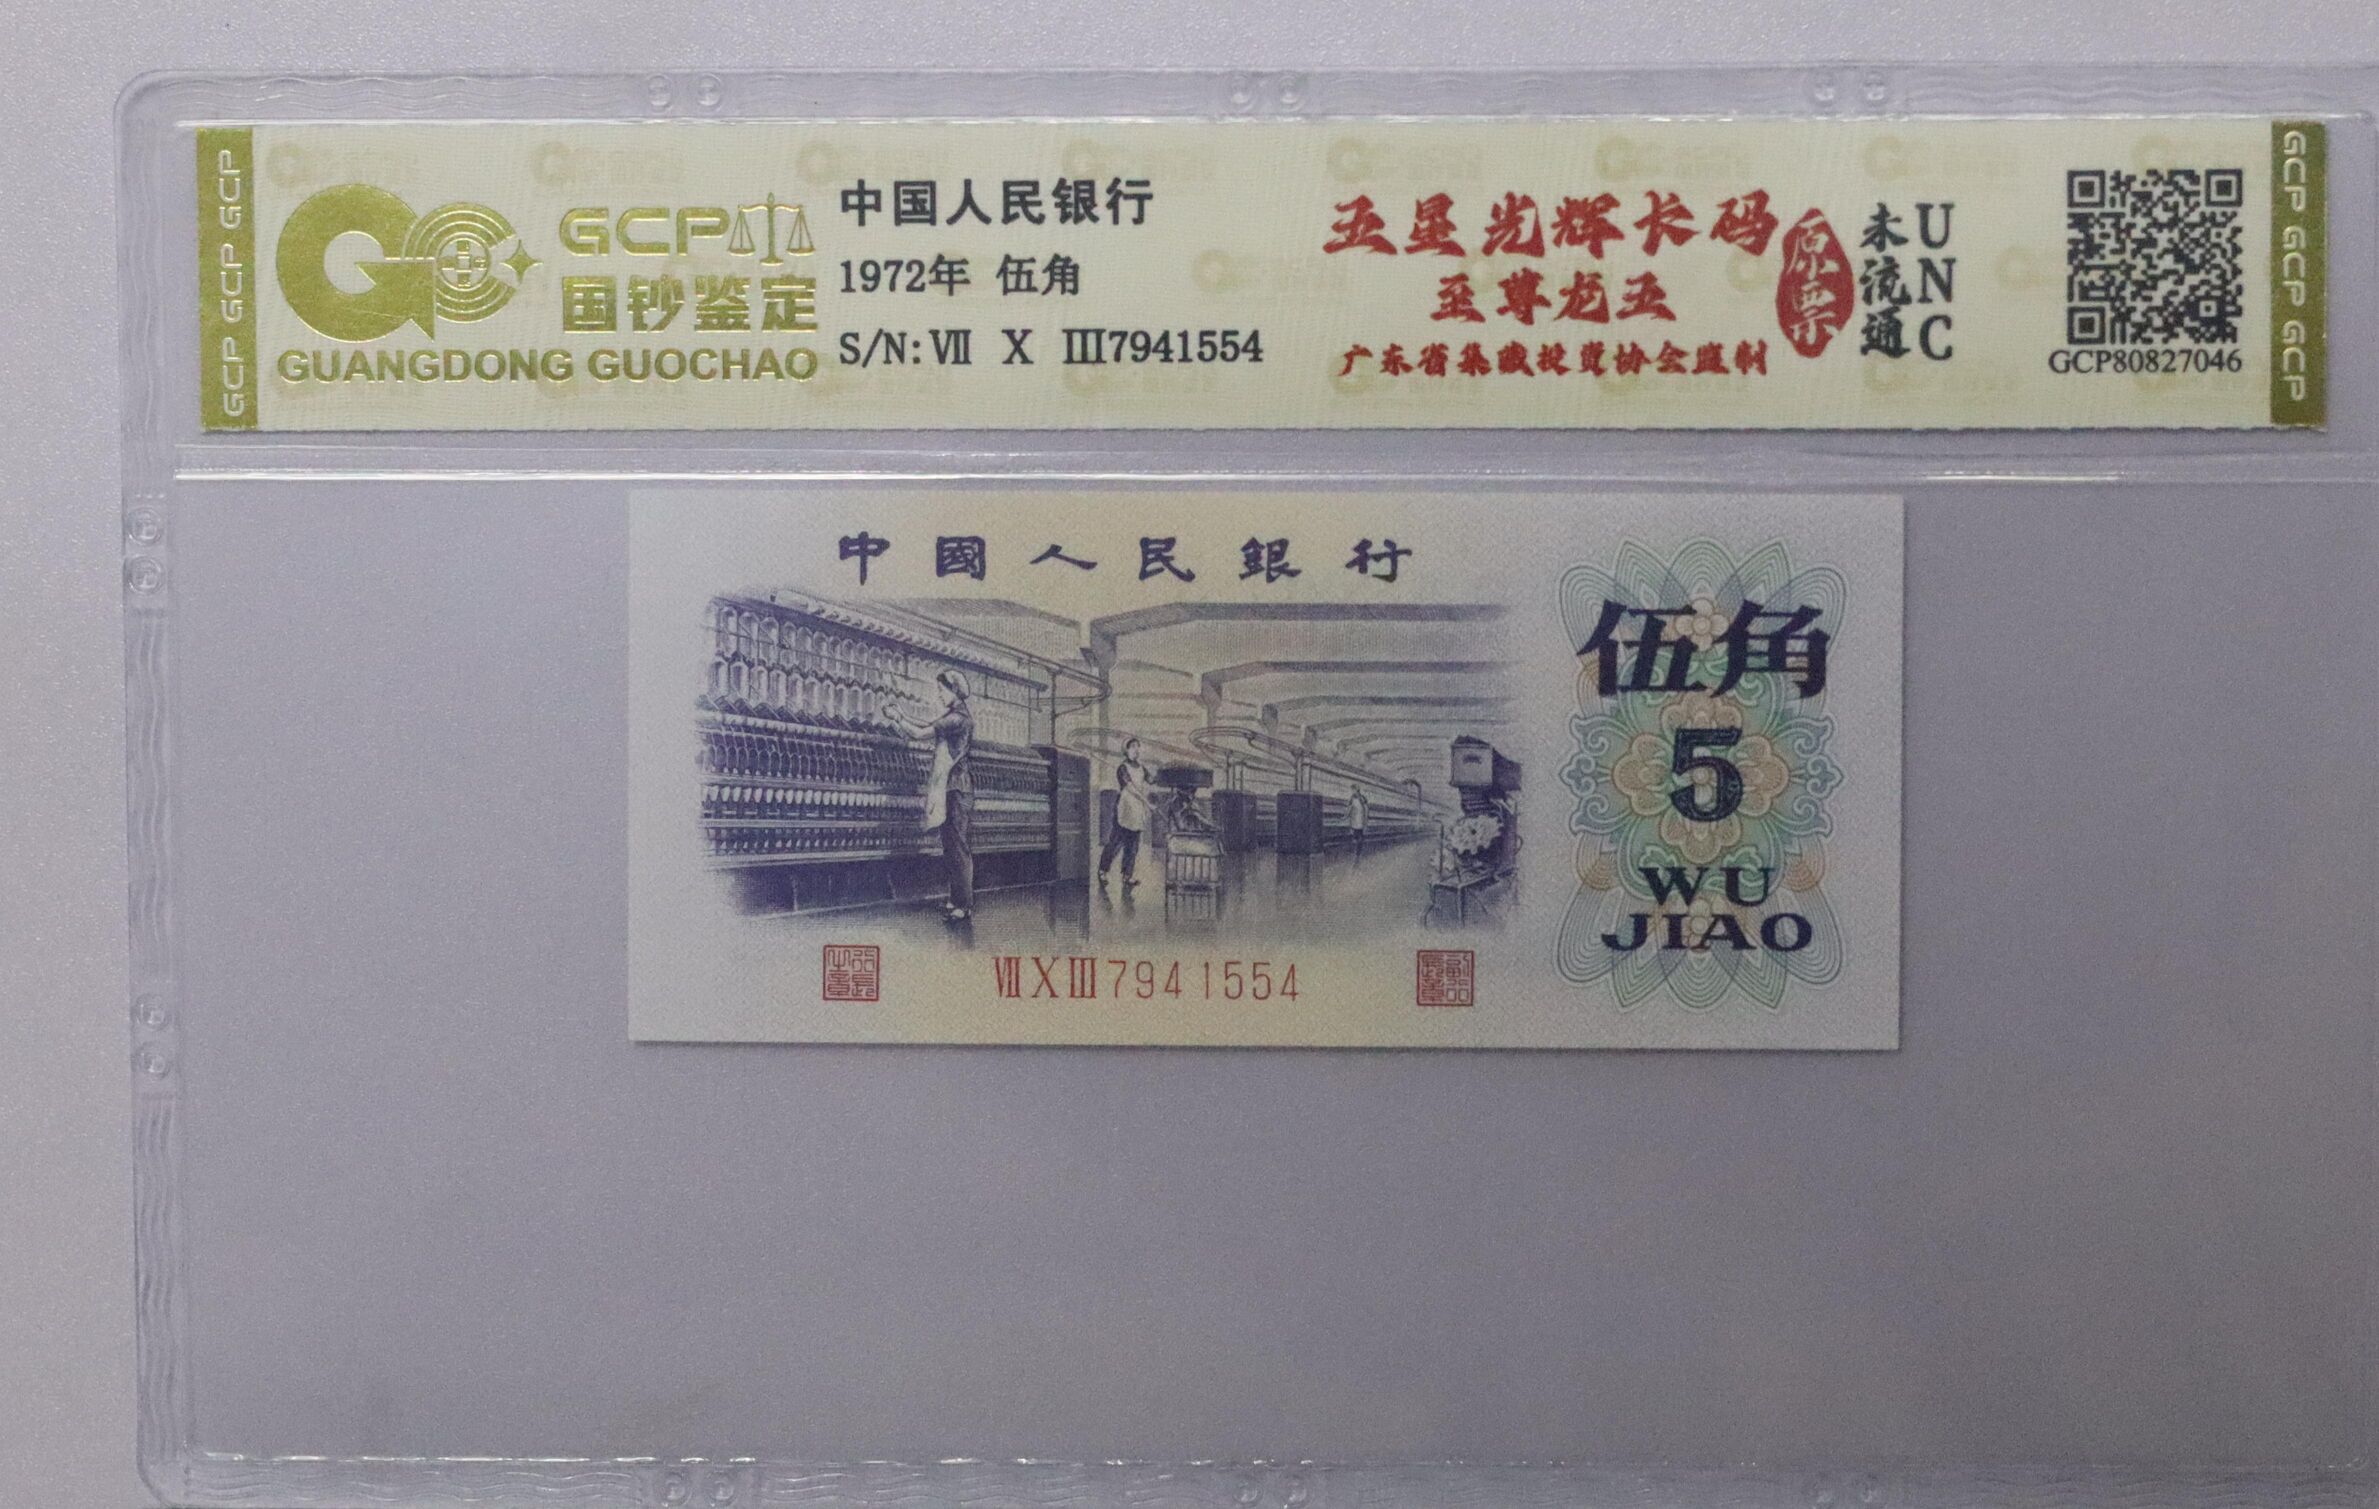 GCP GCP GCP
GCP
国钞鉴定
GUANGDONG GUOCHAO
中国人民银行
1972年 伍角
S/N: Ⅶ X Ⅲ7941554
五星光辉长码
至尊龙五
广东省集藏投资协会监制
原票
未流通
UNC
GCP80827046
GCP GCP GCP
中國人民銀行
伍角
5
WU
JIAO
ⅦⅩⅢ7941554